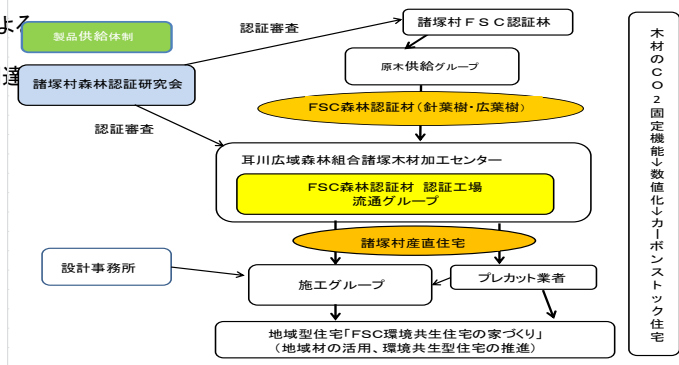 よる
製品供給体制
達
諸塚村森林認証研究会
認証審査
認証審査
諸塚村FSC認証林
原木供給グループ
FSC森林認証材(針葉樹・広葉樹)
耳川広域森林組合諸塚木材加工センター
FSC森林認証材 認証工場
流通グループ
諸塚村産直住宅
設計事務所
施工グループ
プレカット業者
地域型住宅「FSC環境共生住宅の家づくり」
(地域材の活用、環境共生型住宅の推進)
木材のCO2固定機能↓数値化↓カーボンストック住宅